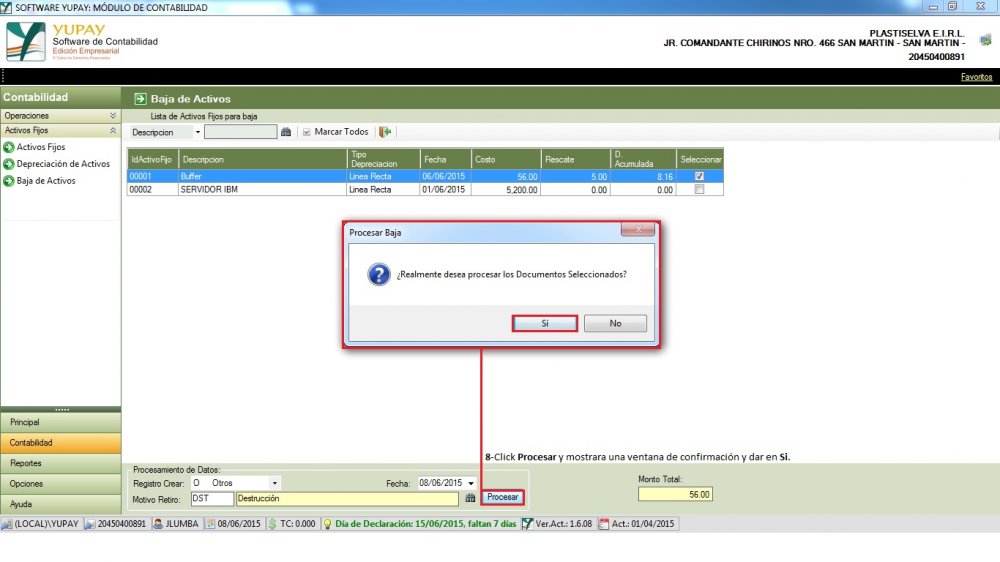 SOFTWARE YUPAY: MÓDULO DE CONTABILIDAD
YUPAY
Software de Contabilidad
Edición Empresarial
© Todos los Derechos Reservados
PLASTISELVA E.I.R.L.
JR. COMANDANTE CHIRINOS NRO. 466 SAN MARTIN - SAN MARTIN -
20450400891
Favoritos
Contabilidad
Operaciones
Activos Fijos
Activos Fijos
Depreciación de Activos
Baja de Activos
Baja de Activos
Lista de Activos Fijos para baja
Descripcion Marcar Todos
IdActivoFijo Descripcion Tipo Depreciacion Fecha Costo Rescate D. Acumulada Seleccionar
00001 Buffer Linea Recta 06/06/2015 56.00 5.00 8.16
00002 SERVIDOR IBM Linea Recta 01/06/2015 5,200.00 0.00 0.00
Procesar Baja
¿Realmente desea procesar los Documentos Seleccionados?
Sí No
8-Click Procesar y mostrara una ventana de confirmación y dar en Si.
Principal
Contabilidad
Reportes
Opciones
Ayuda
Procesamiento de Datos:
Registro Crear: O Otros Fecha: 08/06/2015
Motivo Retiro: DST Destrucción Procesar
Monto Total:
56.00
(LOCAL)\YUPAY 20450400891 JLUMBA 08/06/2015 TC: 0.000 Día de Declaración: 15/06/2015, faltan 7 días Ver.Act.: 1.6.08 Act.: 01/04/2015